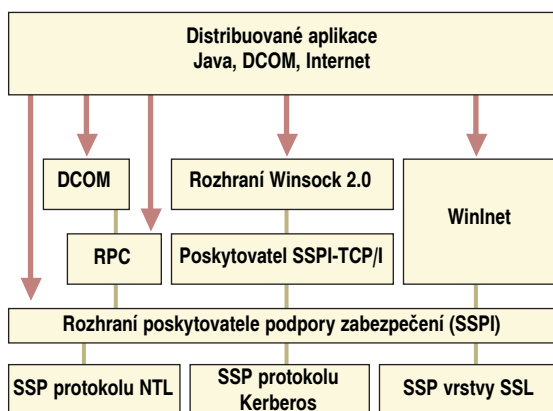 Distribuované aplikace
Java, DCOM, Internet
DCOM
Rozhraní Winsock 2.0
WinInet
RPC
Poskytovatel SSPI-TCP/I
Rozhraní poskytovatele podpory zabezpečení (SSPI)
SSP protokolu NTL
SSP protokolu
Kerberos
SSP vrstvy SSL